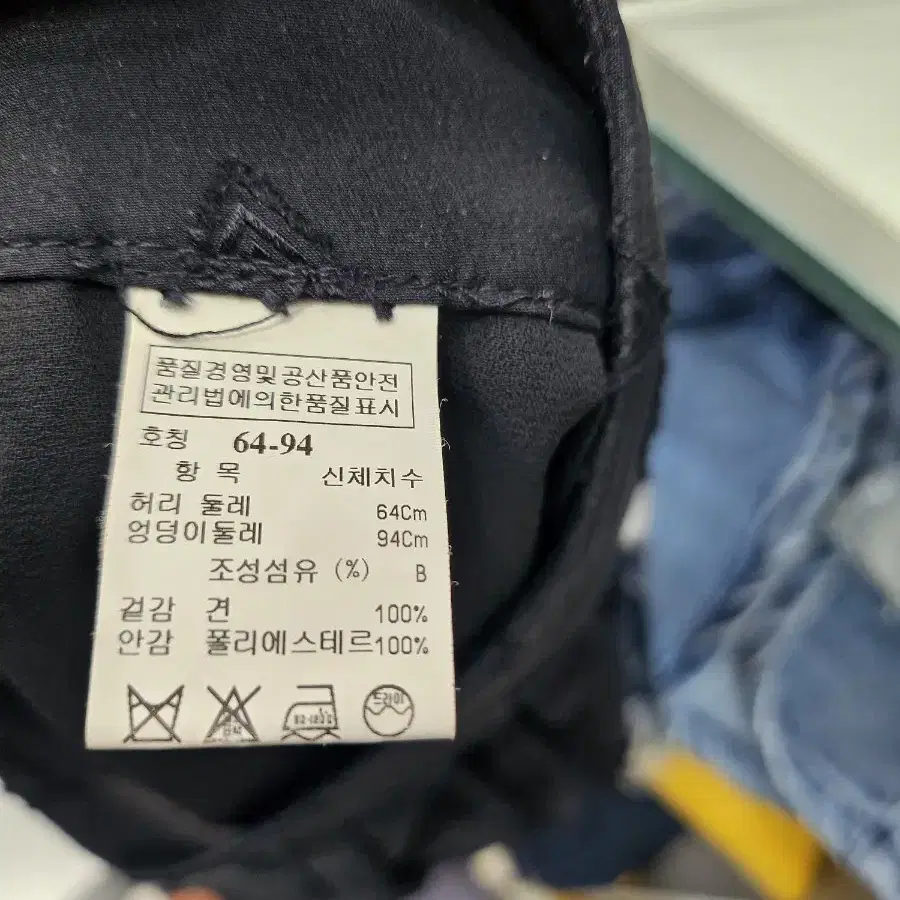 품질경영및공산품안전
관리법에의한품질표시
호칭 64-94
항 목 신체치수
허리 둘레 64Cm
엉덩이둘레 94Cm
조성섬유 (%) B
겉감 견 100%
안감 폴리에스테르100%
드라이